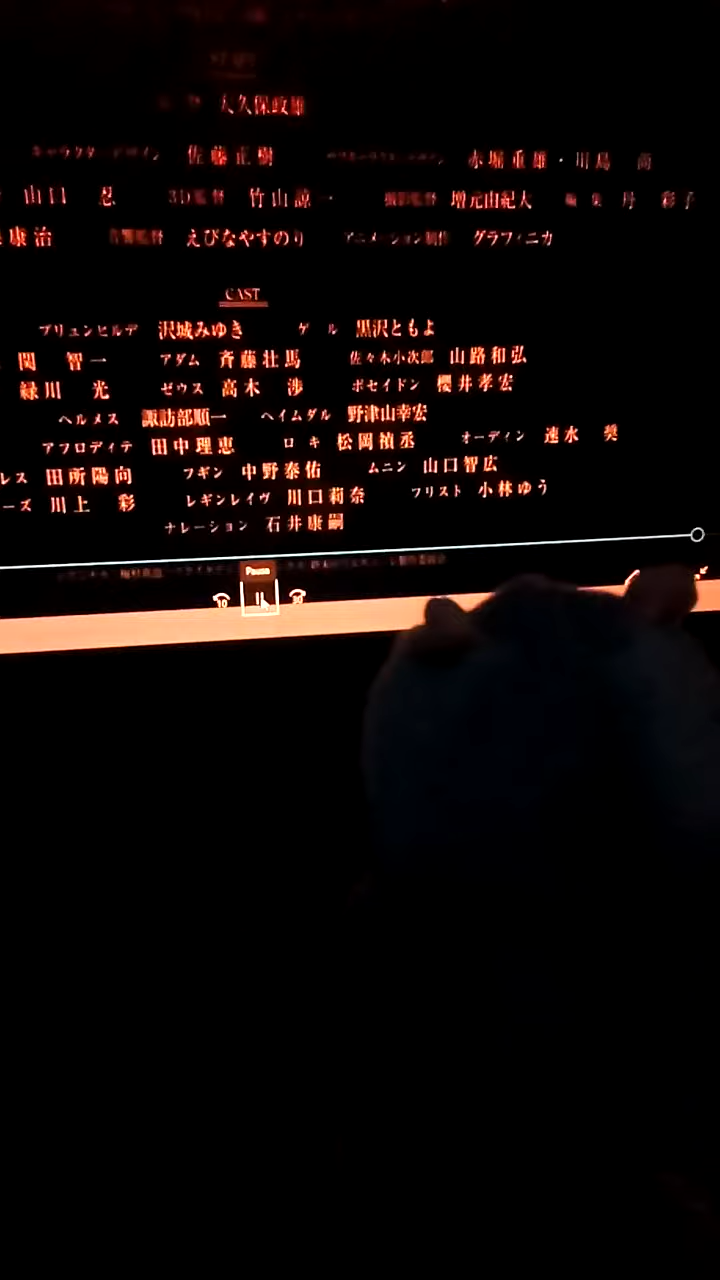 大久保政雄
キャラクターデザイン 佐藤正樹 赤堀重雄・川島 尚
山口 忍 3D監督 竹山諒一 撮影監督 増元由紀大 編集 丹 彩子
康治 音響監督 えびなやすのり アニメーション制作 グラフィニカ
CAST
ブリュンヒルデ 沢城みゆき ゲル 黒沢ともよ
関 智一 アダム 斉藤壮馬 佐々木小次郎 山路和弘
緑川 光 ゼウス 高木 渉 ポセイドン 櫻井孝宏
ヘルメス 諏訪部順一 ヘイムダル 野津山幸宏
アフロディテ 田中理恵 ロキ 松岡禎丞 オーディン 速水 奨
レス 田所陽向 フギン 中野泰佑 ムニン 山口智広
ーズ 川上 彩 レギンレイヴ 川口莉奈 フリスト 小林ゆう
ナレーション 石井康嗣
Pause
10 30